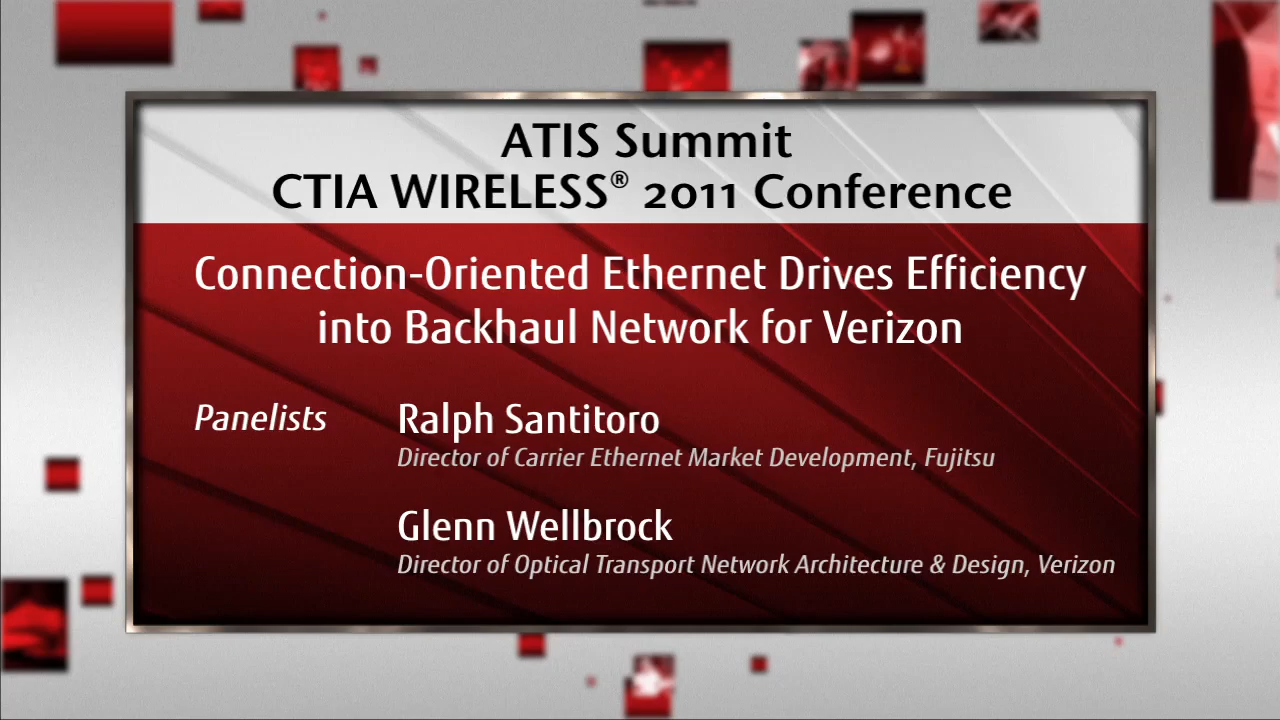 ATIS Summit
CTIA WIRELESS® 2011 Conference
Connection-Oriented Ethernet Drives Efficiency
into Backhaul Network for Verizon
Panelists
Ralph Santitoro
Director of Carrier Ethernet Market Development, Fujitsu
Glenn Wellbrock
Director of Optical Transport Network Architecture & Design, Verizon